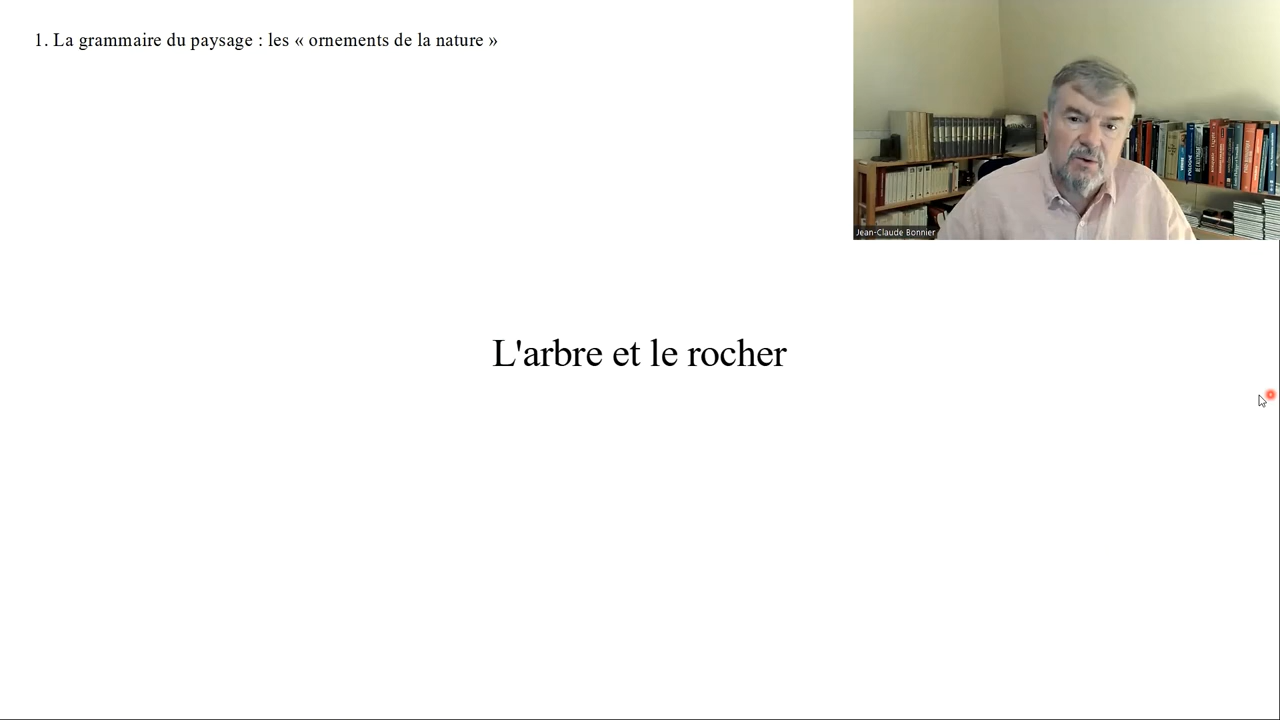 1. La grammaire du paysage : les « ornements de la nature »
Jean-Claude Bonnier
L'arbre et le rocher